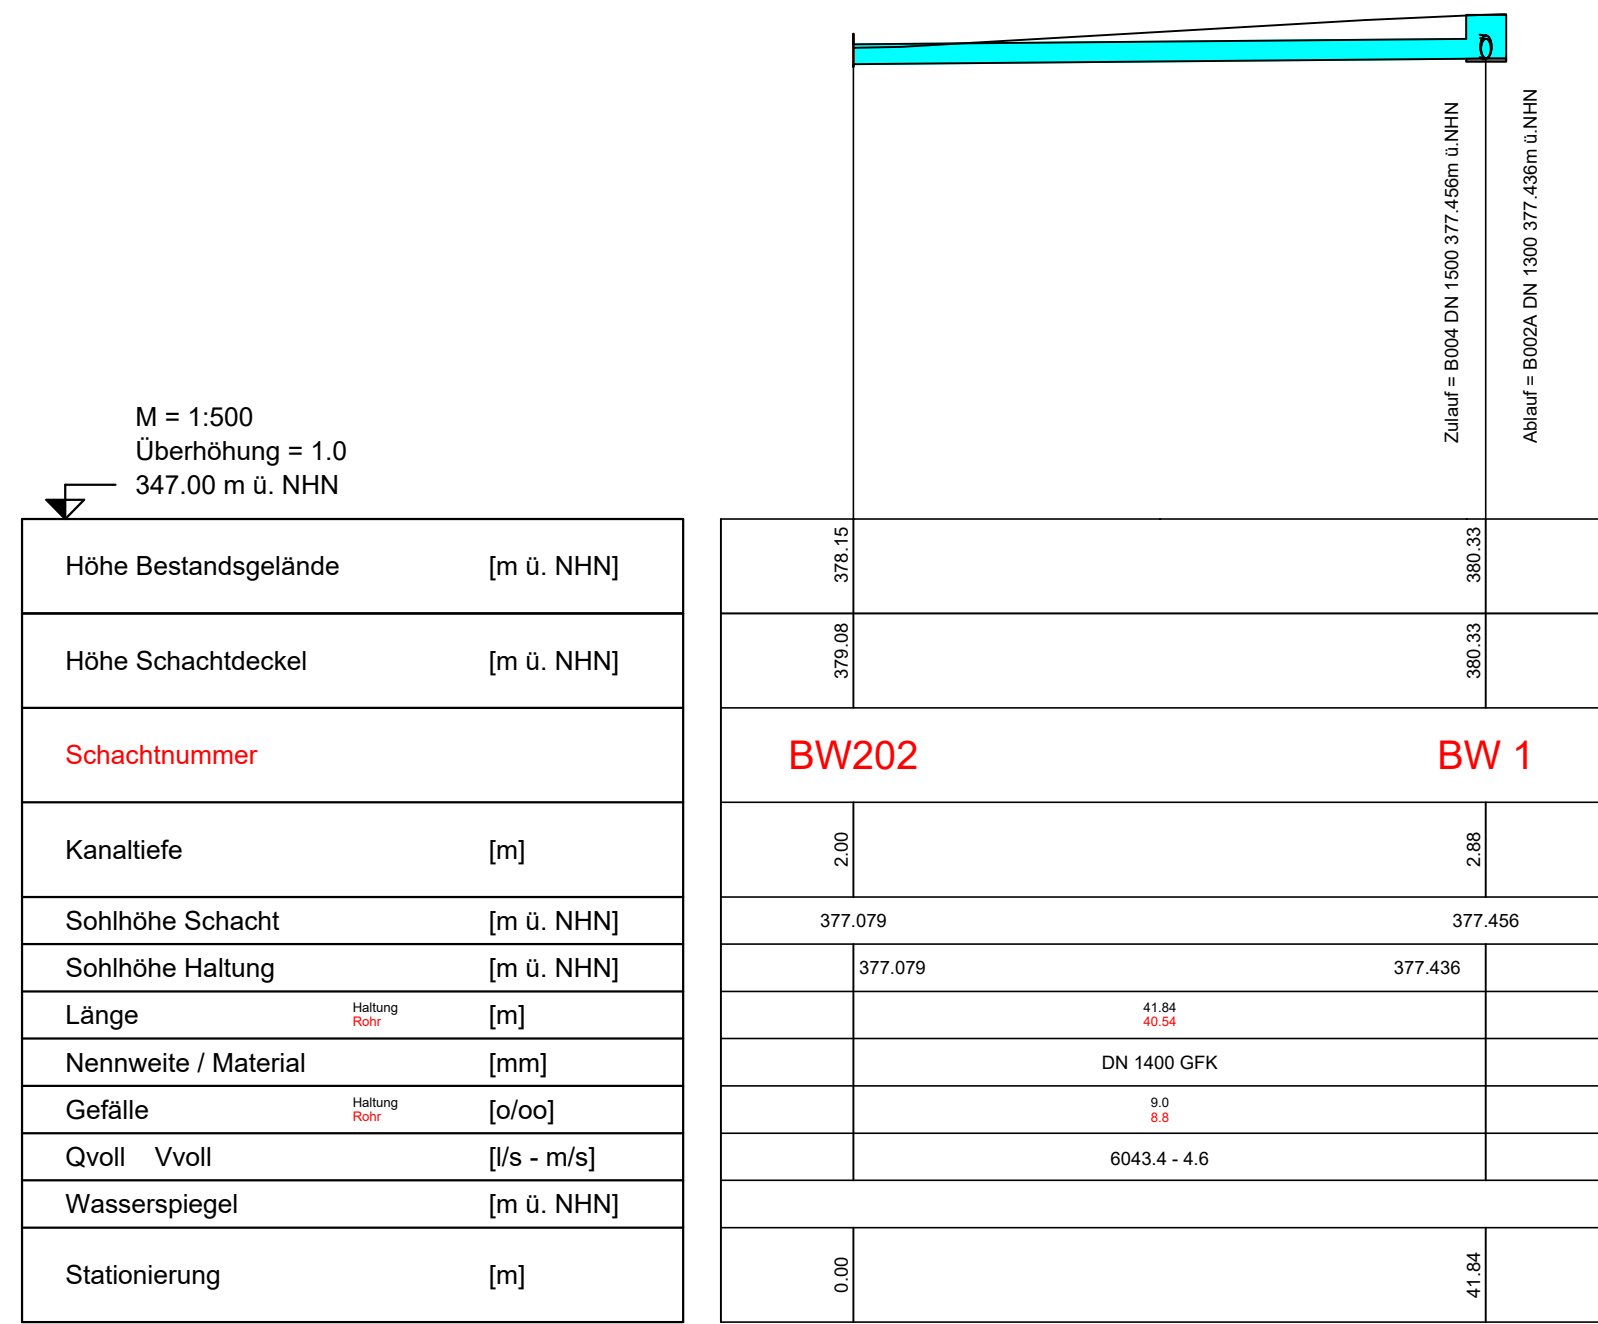 Zulauf = B004 DN 1500 377.456m ü.NHN
Ablauf = B002A DN 1300 377.436m ü.NHN
M = 1:500
Überhöhung = 1.0
347.00 m ü. NHN
Höhe Bestandsgelände [m ü. NHN] 378.15 380.33
Höhe Schachtdeckel [m ü. NHN] 379.08 380.33
Schachtnummer BW202 BW 1
Kanaltiefe [m] 2.00 2.88
Sohlhöhe Schacht [m ü. NHN] 377.079 377.456
Sohlhöhe Haltung [m ü. NHN] 377.079 377.436
Länge Haltung [m] 41.84
Rohr 40.54
Nennweite / Material [mm] DN 1400 GFK
Gefälle Haltung [o/oo] 9.0
Rohr 8.8
Qvoll Vvoll [l/s - m/s] 6043.4 - 4.6
Wasserspiegel [m ü. NHN]
Stationierung [m] 0.00 41.84